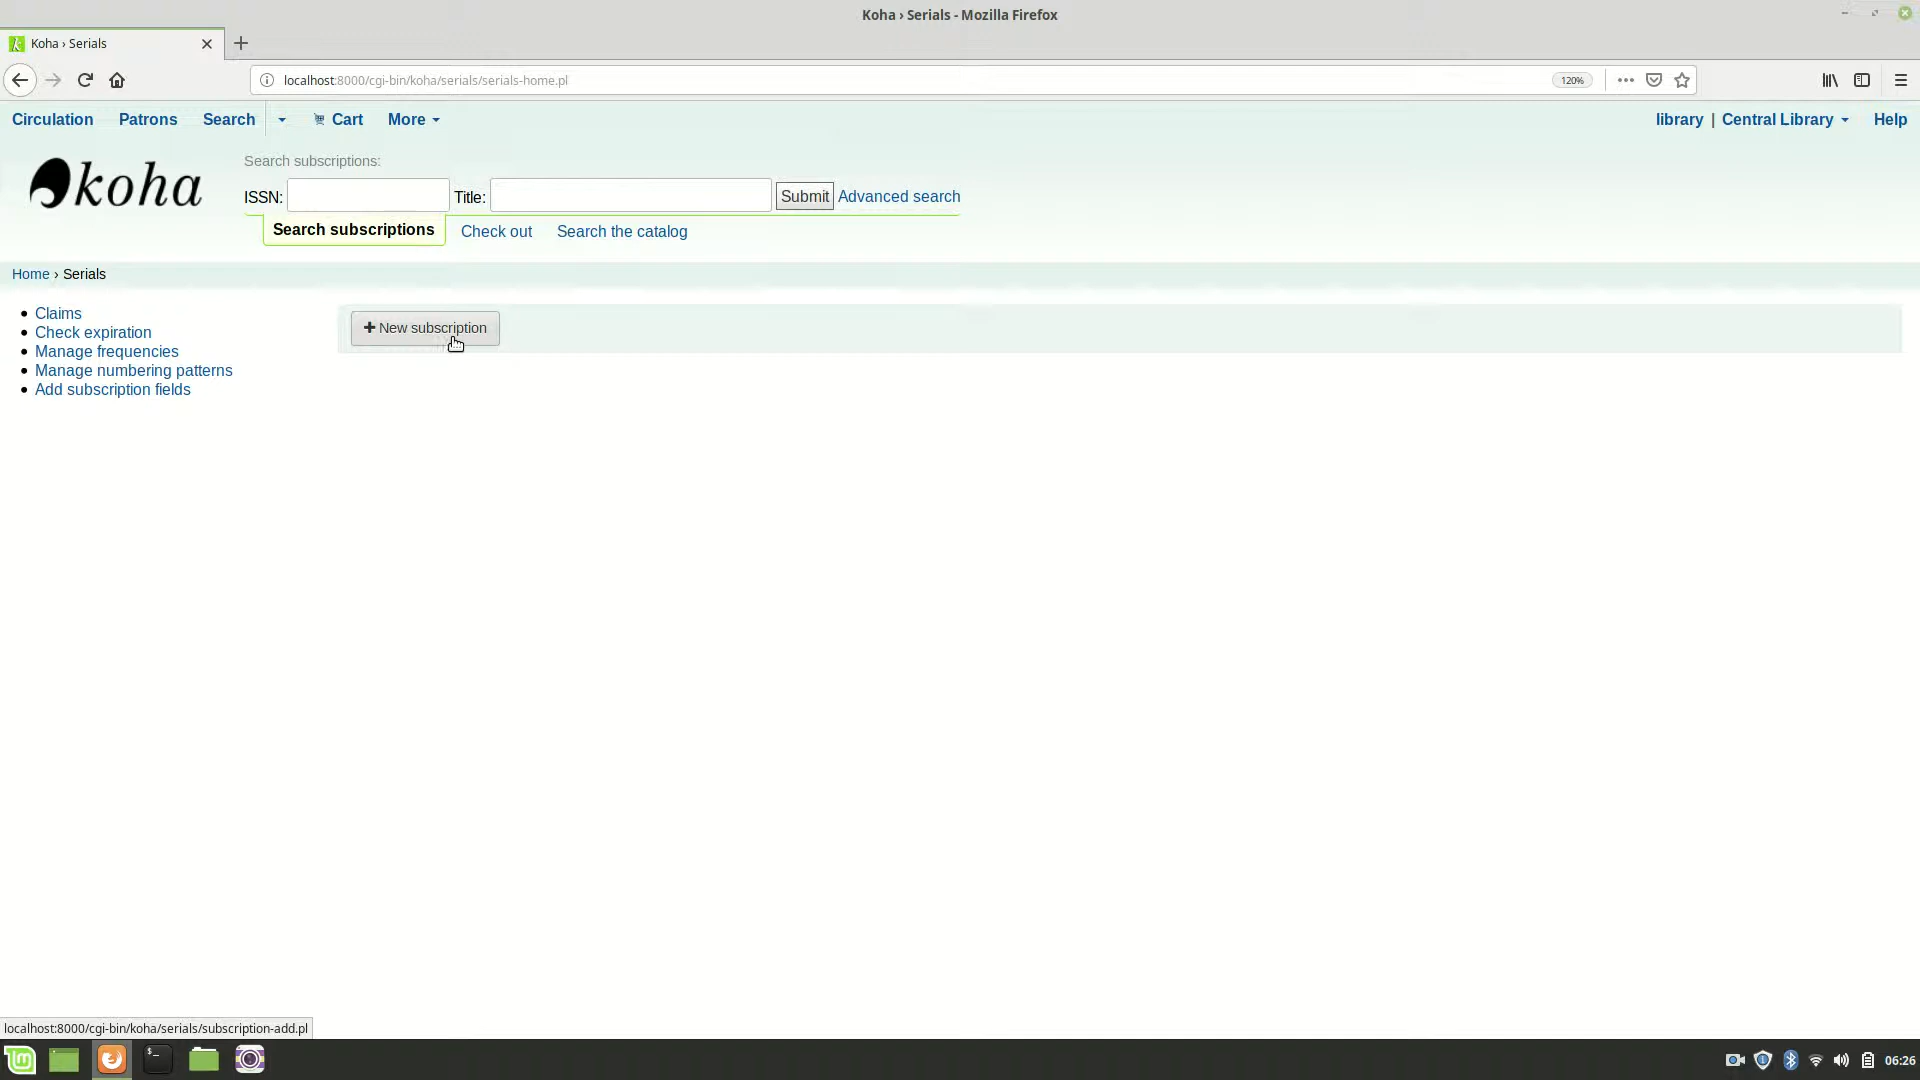 Koha › Serials - Mozilla Firefox
Koha › Serials
localhost:8000/cgi-bin/koha/serials/serials-home.pl
120%
Circulation Patrons Search Cart More
library | Central Library Help
koha
Search subscriptions:
ISSN: Title: Submit Advanced search
Search subscriptions Check out Search the catalog
Home › Serials
Claims
Check expiration
Manage frequencies
Manage numbering patterns
Add subscription fields
+ New subscription
localhost:8000/cgi-bin/koha/serials/subscription-add.pl
06:26